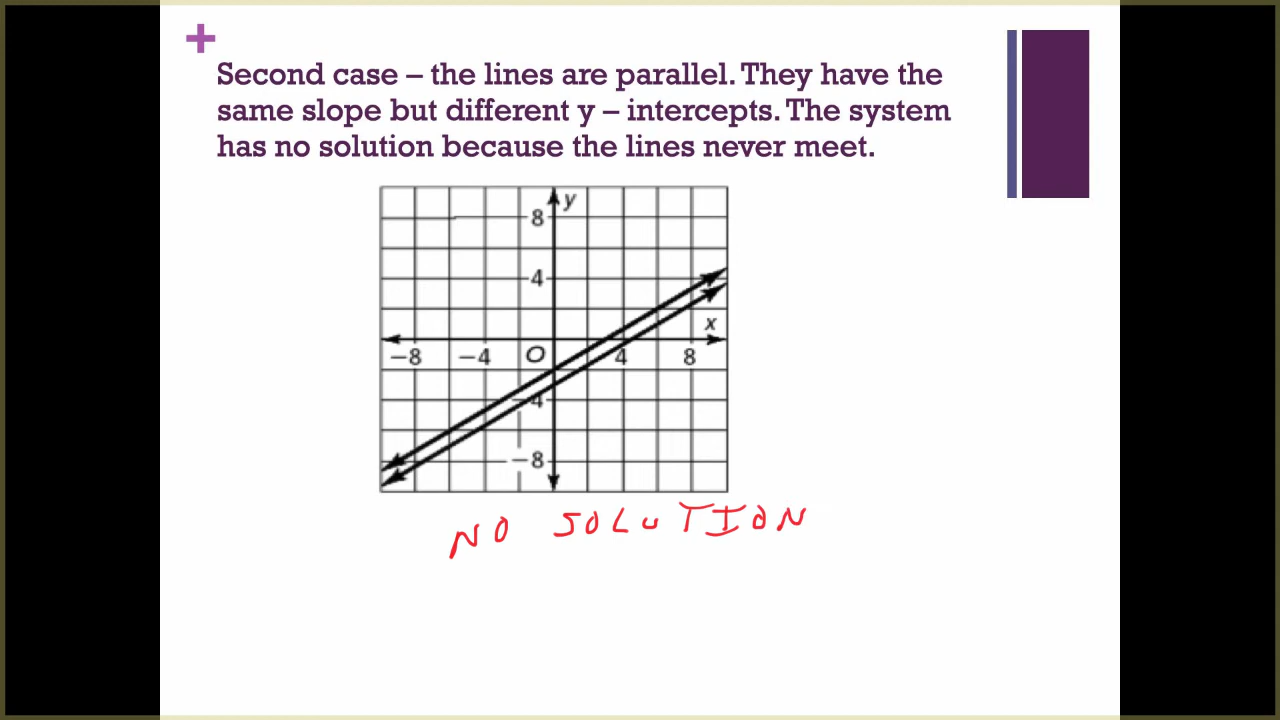 +
Second case – the lines are parallel. They have the
same slope but different y – intercepts. The system
has no solution because the lines never meet.
y
8
4
x
−8 −4 O 4 8
−4
−8
NO SOLUTION